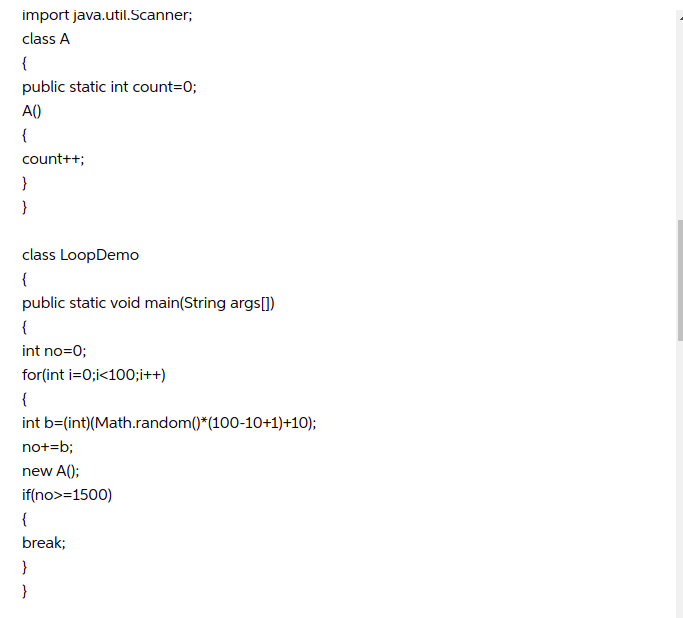 import java.util.Scanner;
class A
{
public static int count=0;
A()
{
count++;
}
}
class LoopDemo
{
public static void main(String args[])
{
int no=0;
for(int i=0;i<100;i++)
{
int b=(int)(Math.random()*(100-10+1)+10);
no+=b;
new A();
if(no>=1500)
{
break;
}
}